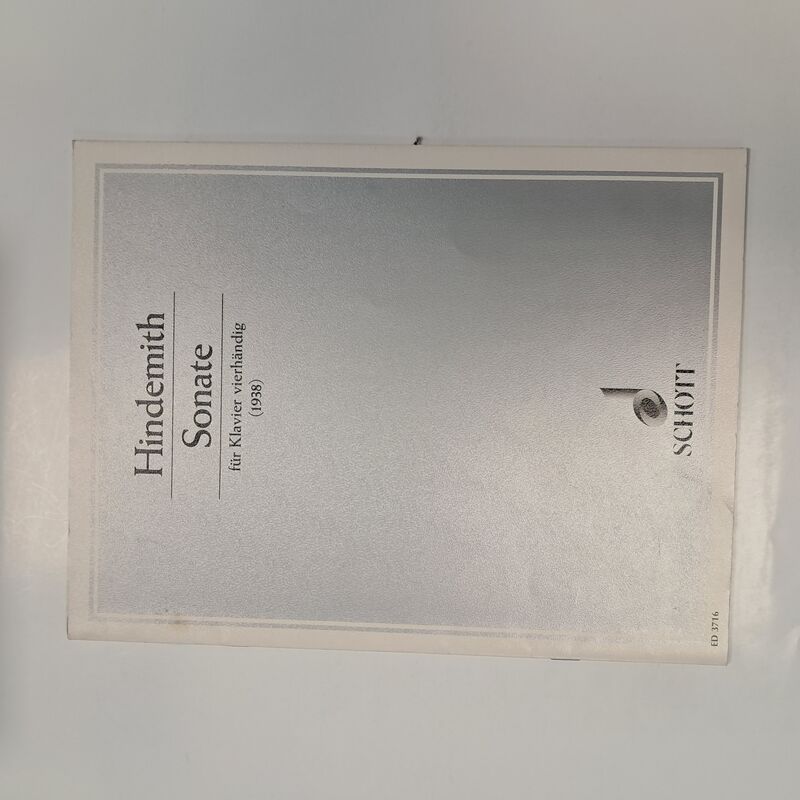 Hindemith
Sonate
für Klavier vierhändig
(1938)
SCHOTT
ED 3716